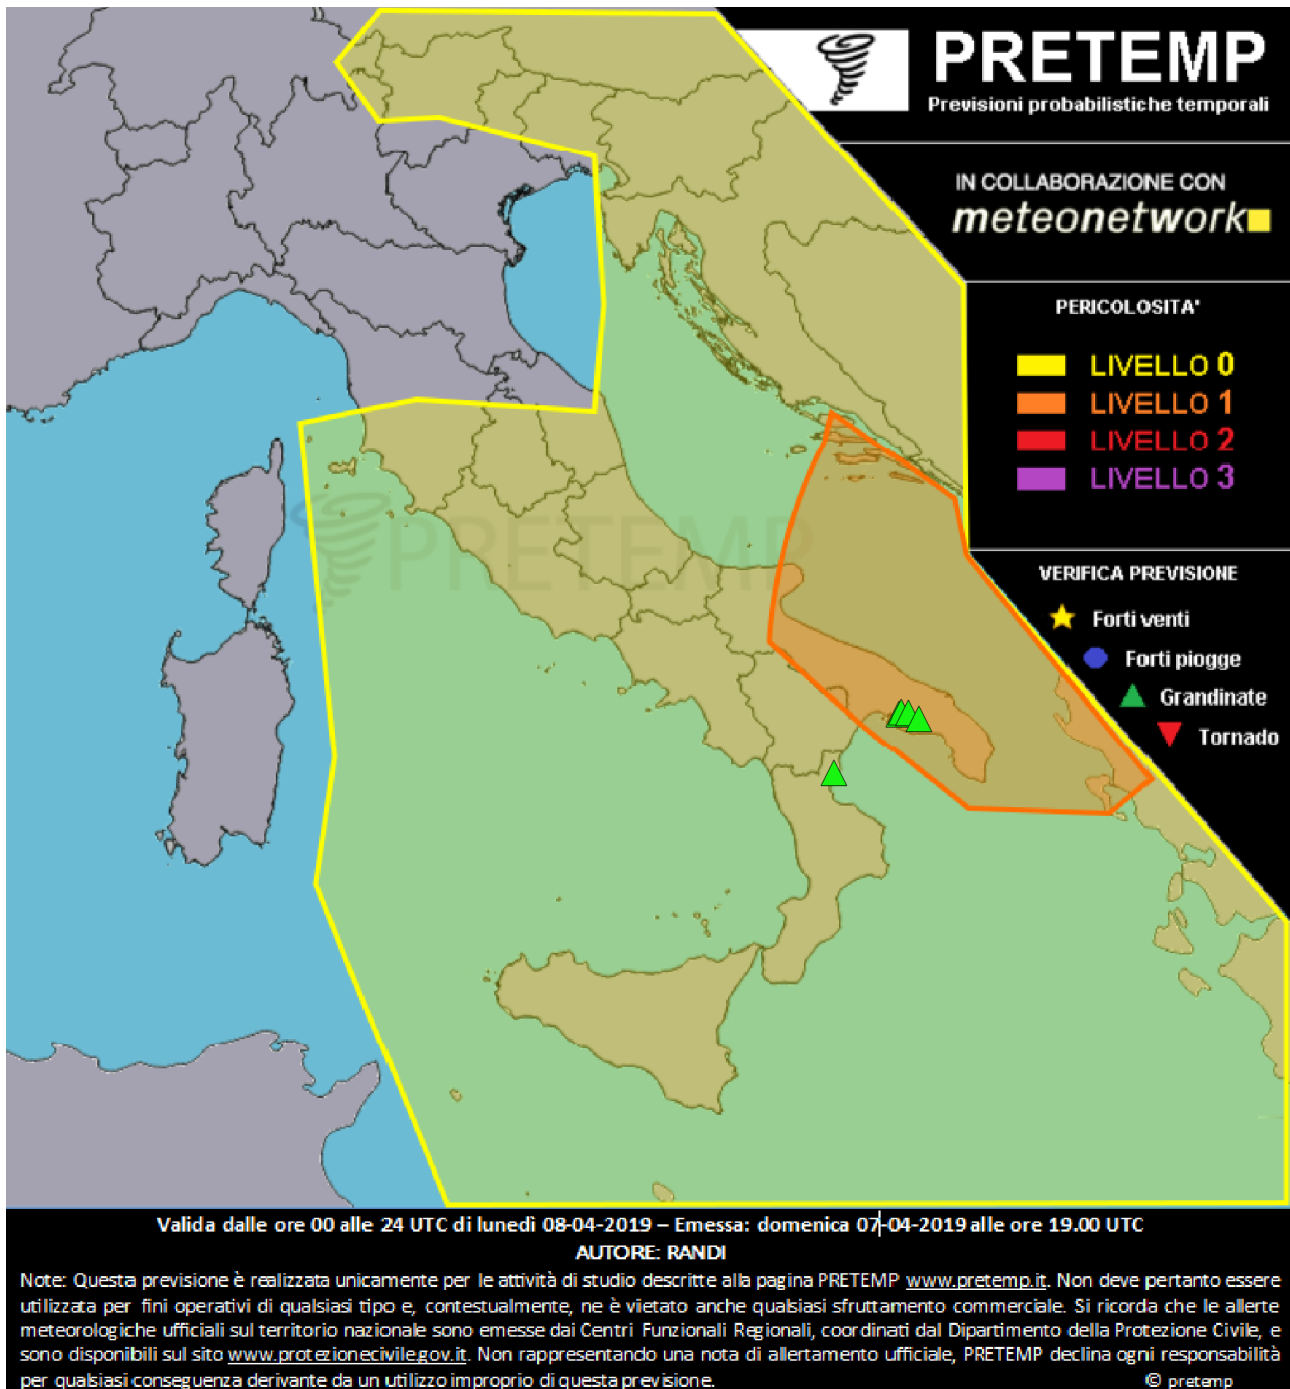 PRETEMP
Previsioni probabilistiche temporali
IN COLLABORAZIONE CON
meteonetwork
PERICOLOSITA'
LIVELLO 0
LIVELLO 1
LIVELLO 2
LIVELLO 3
PRETEMP
VERIFICA PREVISIONE
Forti venti
Forti piogge
Grandinate
Tornado
Valida dalle ore 00 alle 24 UTC di lunedì 08-04-2019 – Emessa: domenica 07-04-2019 alle ore 19.00 UTC
AUTORE: RANDI
Note: Questa previsione è realizzata unicamente per le attività di studio descritte alla pagina PRETEMP www.pretemp.it. Non deve pertanto essere
utilizzata per fini operativi di qualsiasi tipo e, contestualmente, ne è vietato anche qualsiasi sfruttamento commerciale. Si ricorda che le allerte
meteorologiche ufficiali sul territorio nazionale sono emesse dai Centri Funzionali Regionali, coordinati dal Dipartimento della Protezione Civile, e
sono disponibili sul sito www.protezionecivile.gov.it. Non rappresentando una nota di allertamento ufficiale, PRETEMP declina ogni responsabilità
per qualsiasi conseguenza derivante da un utilizzo improprio di questa previsione.
© pretemp